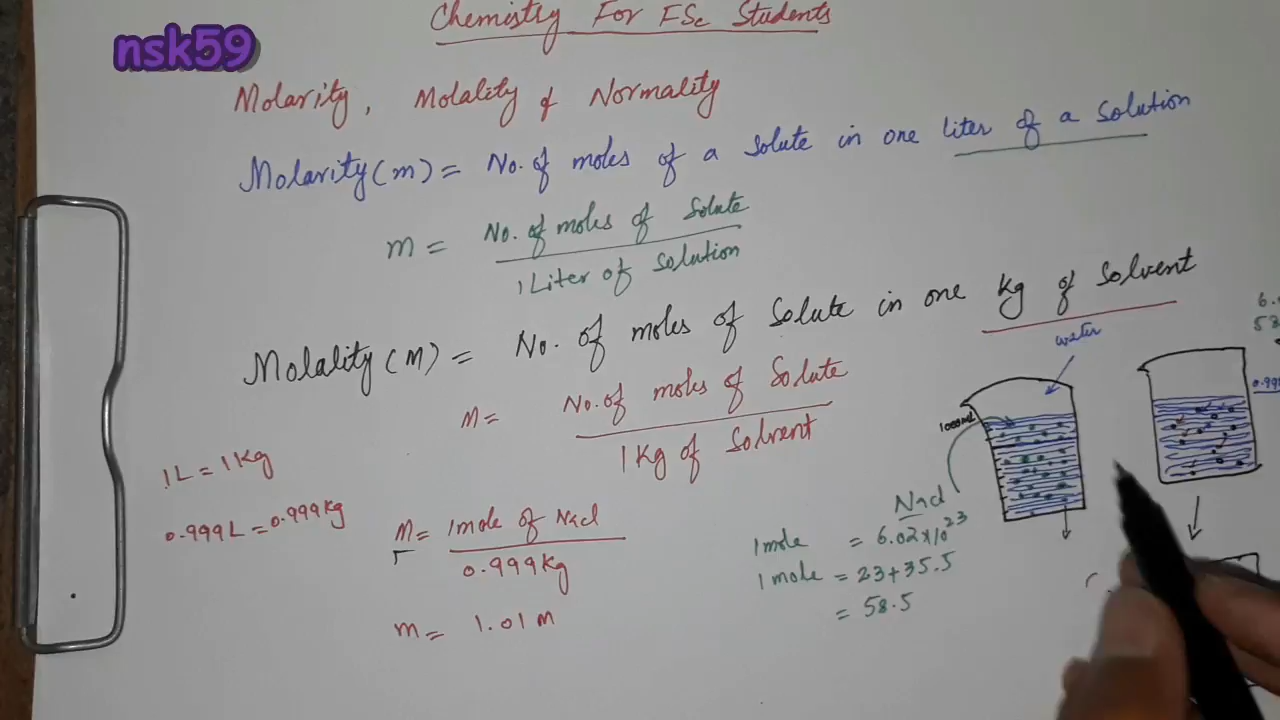 Chemistry For FSc Students
nsk59
Molarity, Molality & Normality
Molarity(m) = No. of moles of a solute in one liter of a solution
m = No. of moles of Solute
1 Liter of solution
Molality(m) = No. of moles of Solute in one Kg of Solvent
water
m = No. of moles of Solute
1 Kg of Solvent
1000mL
1L = 1Kg
0.999L = 0.999Kg
m = 1mole of Nacl
0.999Kg
m = 1.01 m
Nacl
1mole = 6.02x10^23
1 mole = 23+35.5
= 58.5